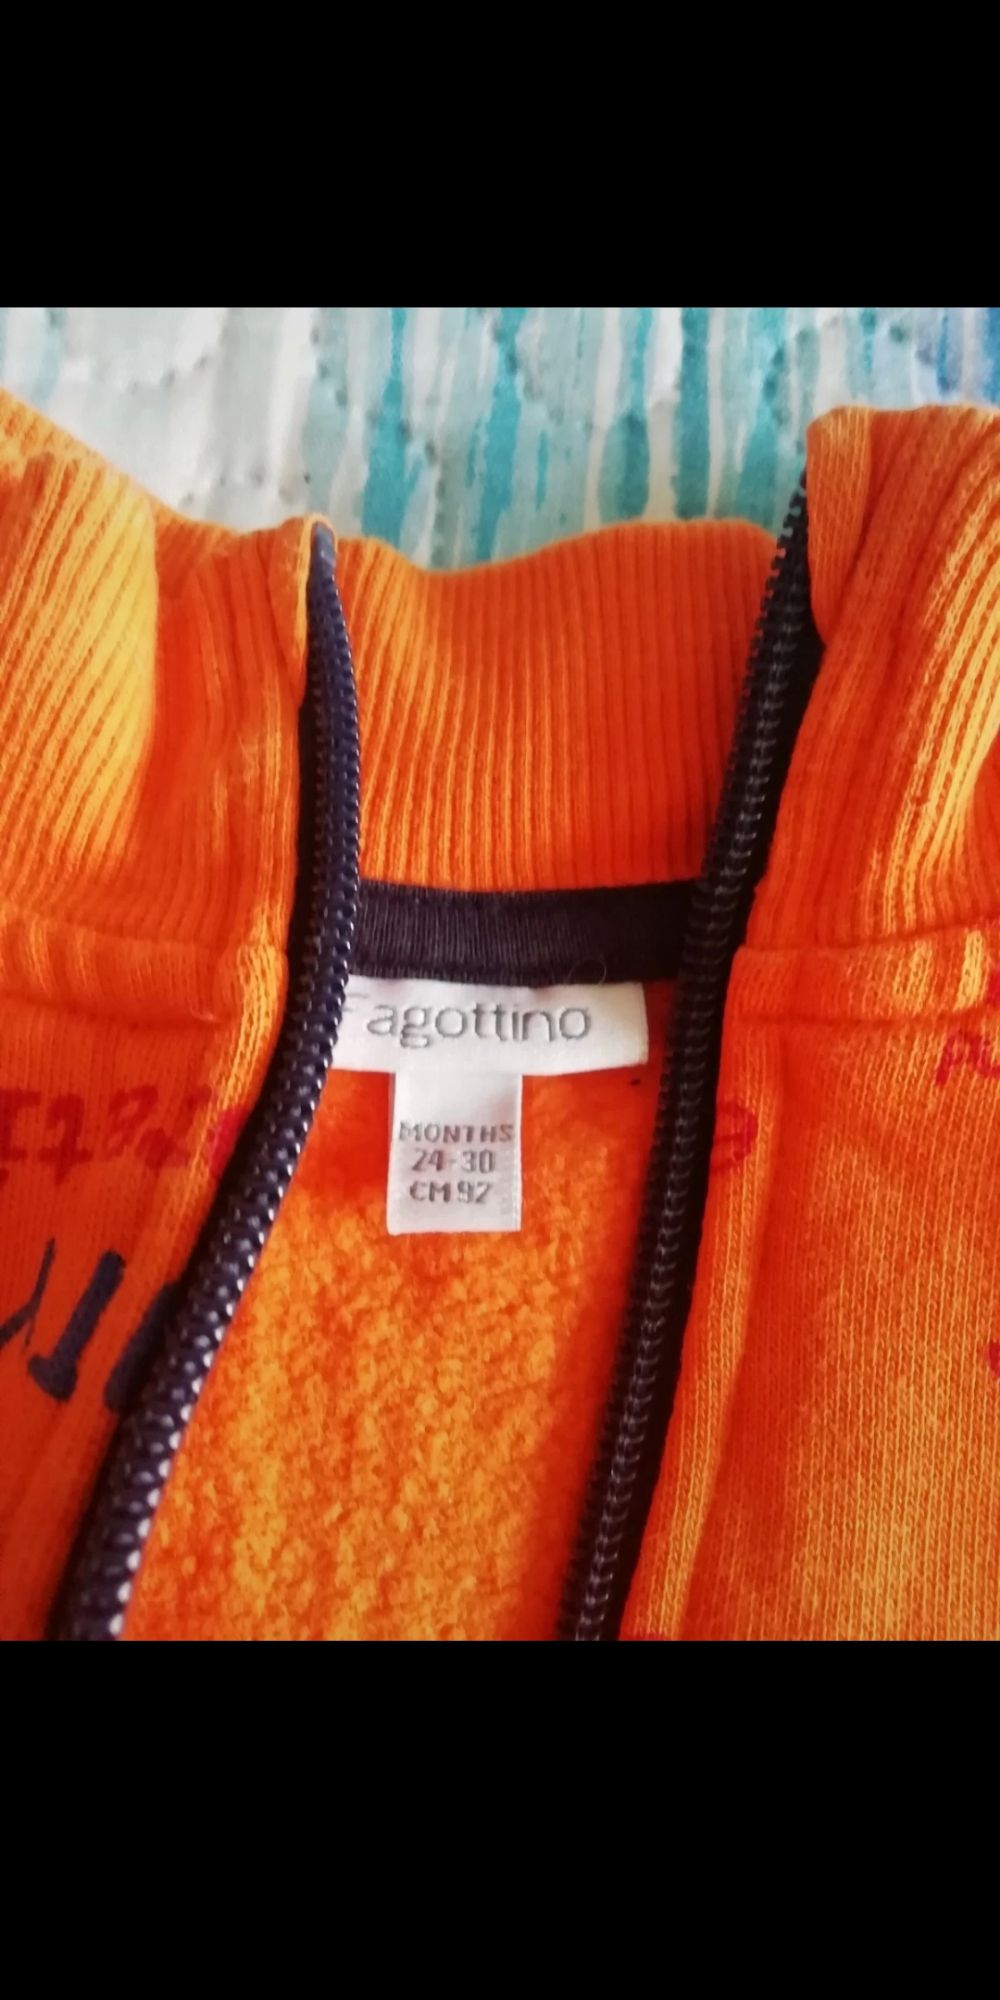 Fagottino
MONTHS
24-30
CM 92